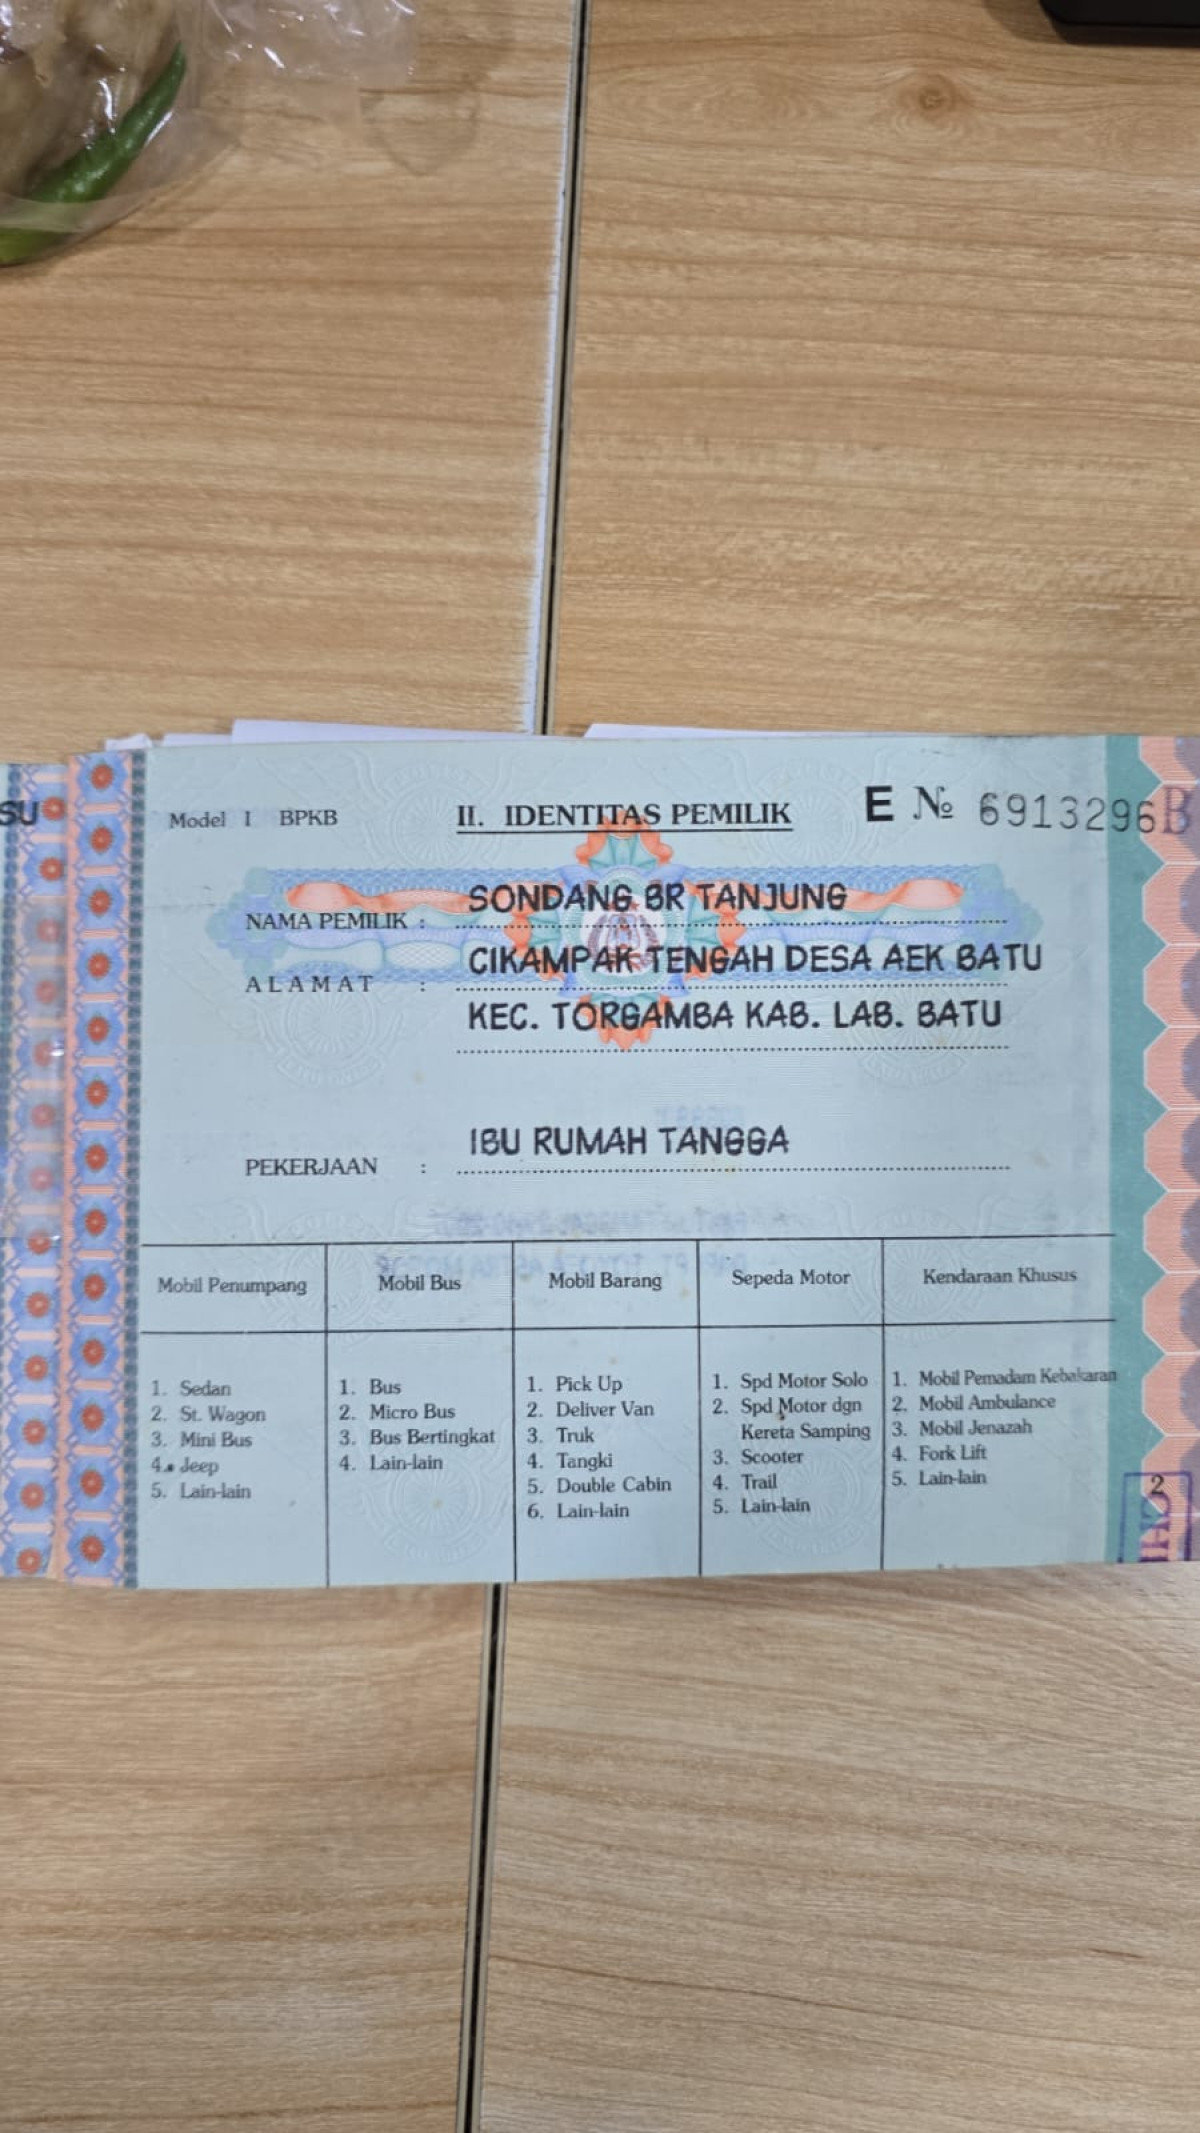 SU
Model I BPKB
II. IDENTITAS PEMILIK
E № 6913296B
NAMA PEMILIK : SONDANG BR TANJUNG
ALAMAT : CIKAMPAK TENGAH DESA AEK BATU
KEC. TORGAMBA KAB. LAB. BATU
PEKERJAAN : IBU RUMAH TANGGA
Mobil Penumpang
1. Sedan
2. St. Wagon
3. Mini Bus
4. Jeep
5. Lain-lain
Mobil Bus
1. Bus
2. Micro Bus
3. Bus Bertingkat
4. Lain-lain
Mobil Barang
1. Pick Up
2. Deliver Van
3. Truk
4. Tangki
5. Double Cabin
6. Lain-lain
Sepeda Motor
1. Spd Motor Solo
2. Spd Motor dgn
Kereta Samping
3. Scooter
4. Trail
5. Lain-lain
Kendaraan Khusus
1. Mobil Pemadam Kebakaran
2. Mobil Ambulance
3. Mobil Jenazah
4. Fork Lift
5. Lain-lain
2